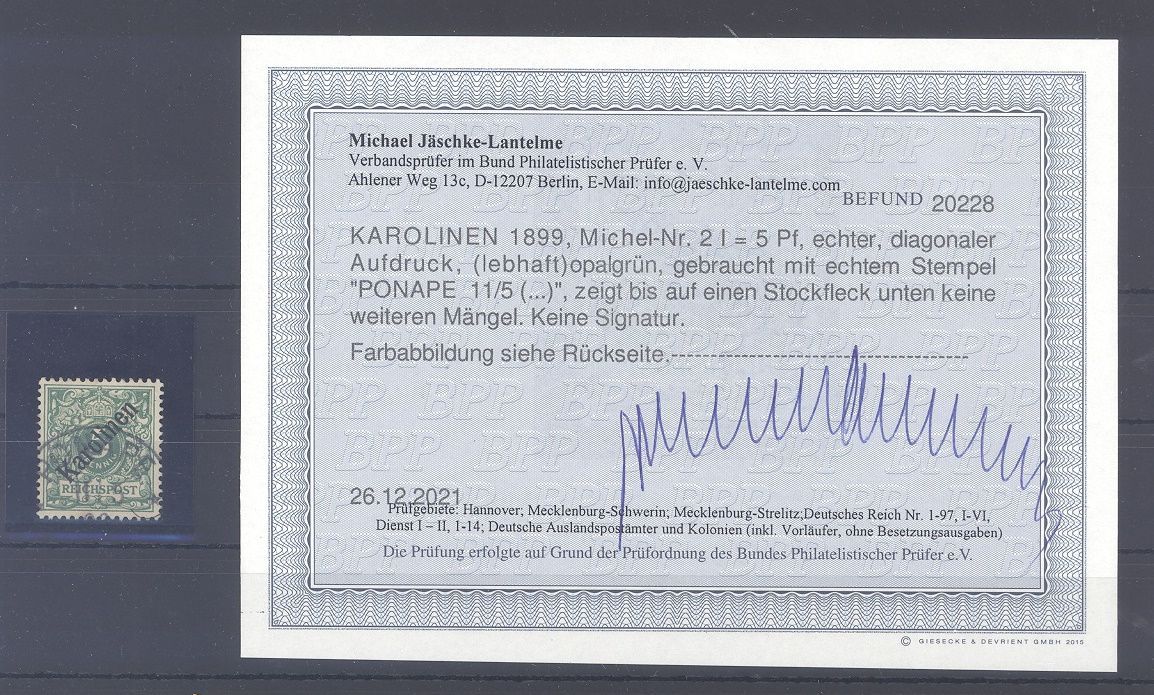 Michael Jäschke-Lantelme
Verbandsprüfer im Bund Philatelistischer Prüfer e. V.
Ahlener Weg 13c, D-12207 Berlin, E-Mail: info@jaeschke-lantelme.com
BEFUND 20228
KAROLINEN 1899, Michel-Nr. 2 I = 5 Pf, echter, diagonaler
Aufdruck, (lebhaft)opalgrün, gebraucht mit echtem Stempel
"PONAPE 11/5 (...)", zeigt bis auf einen Stockfleck unten keine
weiteren Mängel. Keine Signatur.
Farbabbildung siehe Rückseite.--------------------------------------
26.12.2021
Prüfgebiete: Hannover; Mecklenburg-Schwerin; Mecklenburg-Strelitz;Deutsches Reich Nr. 1-97, I-VI,
Dienst I – II, 1-14; Deutsche Auslandspostämter und Kolonien (inkl. Vorläufer, ohne Besetzungsausgaben)
Die Prüfung erfolgte auf Grund der Prüfordnung des Bundes Philatelistischer Prüfer e.V.
© GIESECKE & DEVRIENT GMBH 2015
Karolinen
5
PFENNIG
REICHSPOST